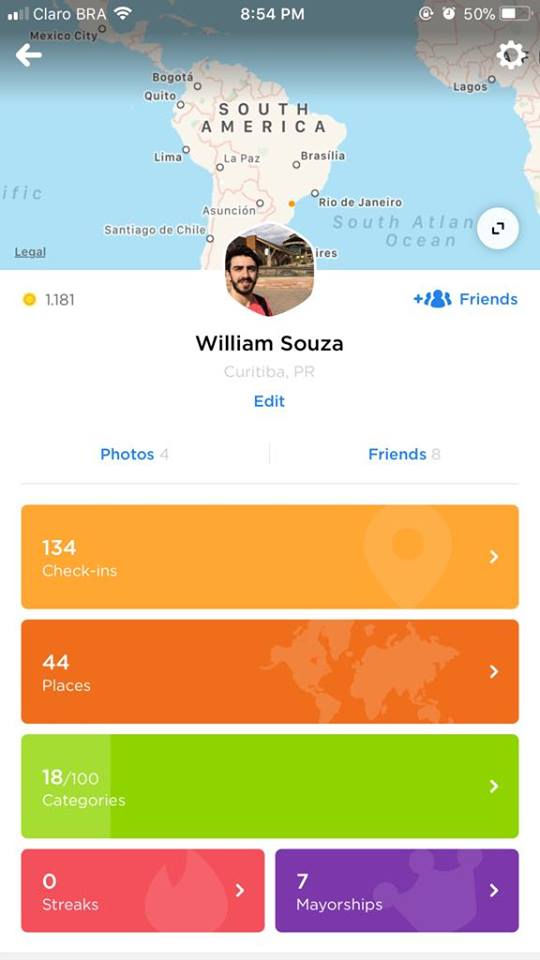 Claro BRA 8:54 PM 50%
Mexico City
Bogotá
Quito
Lagos
SOUTH
AMERICA
Lima
La Paz
Brasília
ific
Asunción
Rio de Janeiro
Santiago de Chile
South Atlan
Ocean
Legal
ires
1.181
Friends
William Souza
Curitiba, PR
Edit
Photos 4
Friends 8
134
Check-ins
44
Places
18/100
Categories
0
Streaks
7
Mayorships